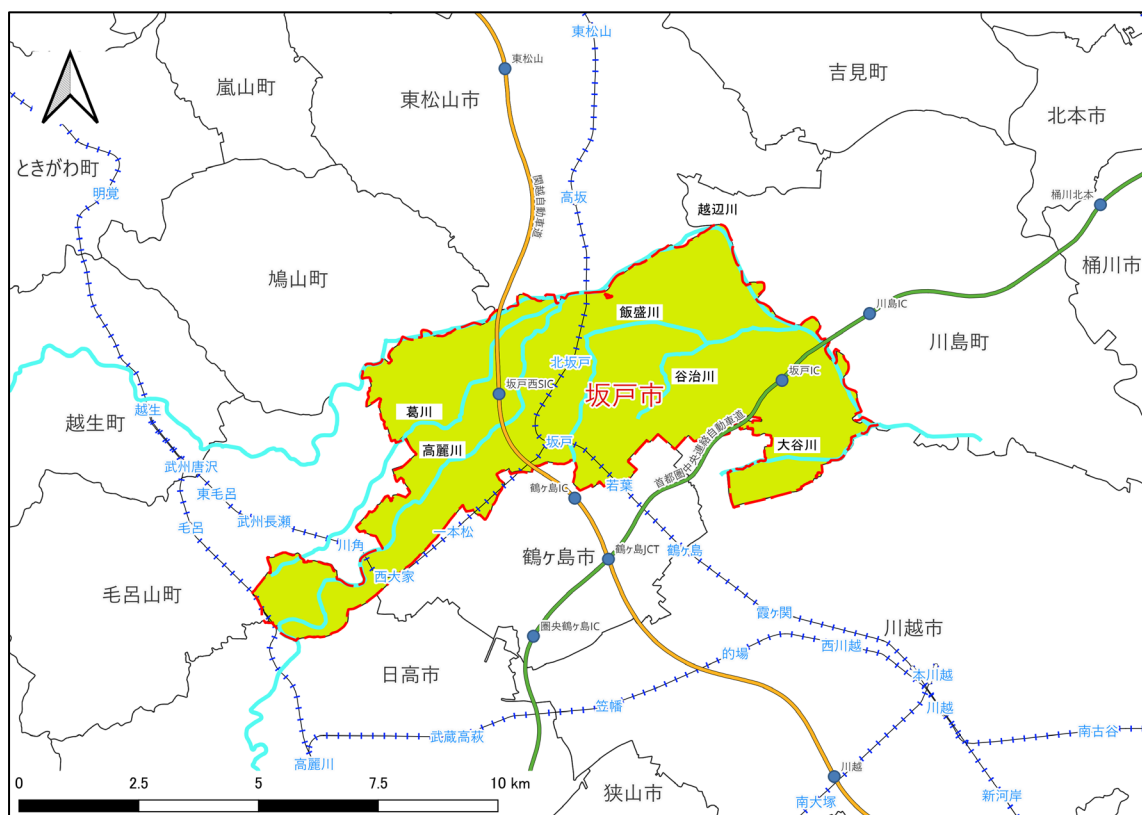 東松山
東松山
吉見町
嵐山町
東松山市
北本市
ときがわ町
明覚
関越自動車道
高坂
桶川北本
越辺川
鳩山町
桶川市
飯盛川
川島IC
川島町
北坂戸
谷治川
坂戸IC
坂戸西SIC
坂戸市
葛川
越生町
越生
高麗川
坂戸
首都圏中央連絡自動車道
大谷川
武州唐沢
東毛呂
若葉
鶴ヶ島IC
毛呂
武州長瀬
一本松
川角
鶴ヶ島市
鶴ヶ島JCT
鶴ヶ島
西大家
毛呂山町
霞ヶ関
圏央鶴ヶ島IC
川越市
西川越
的場
日高市
本川越
笠幡
川越
武蔵高萩
南古谷
高麗川
川越
0 2.5 5 7.5 10 km
狭山市
南大塚
新河岸